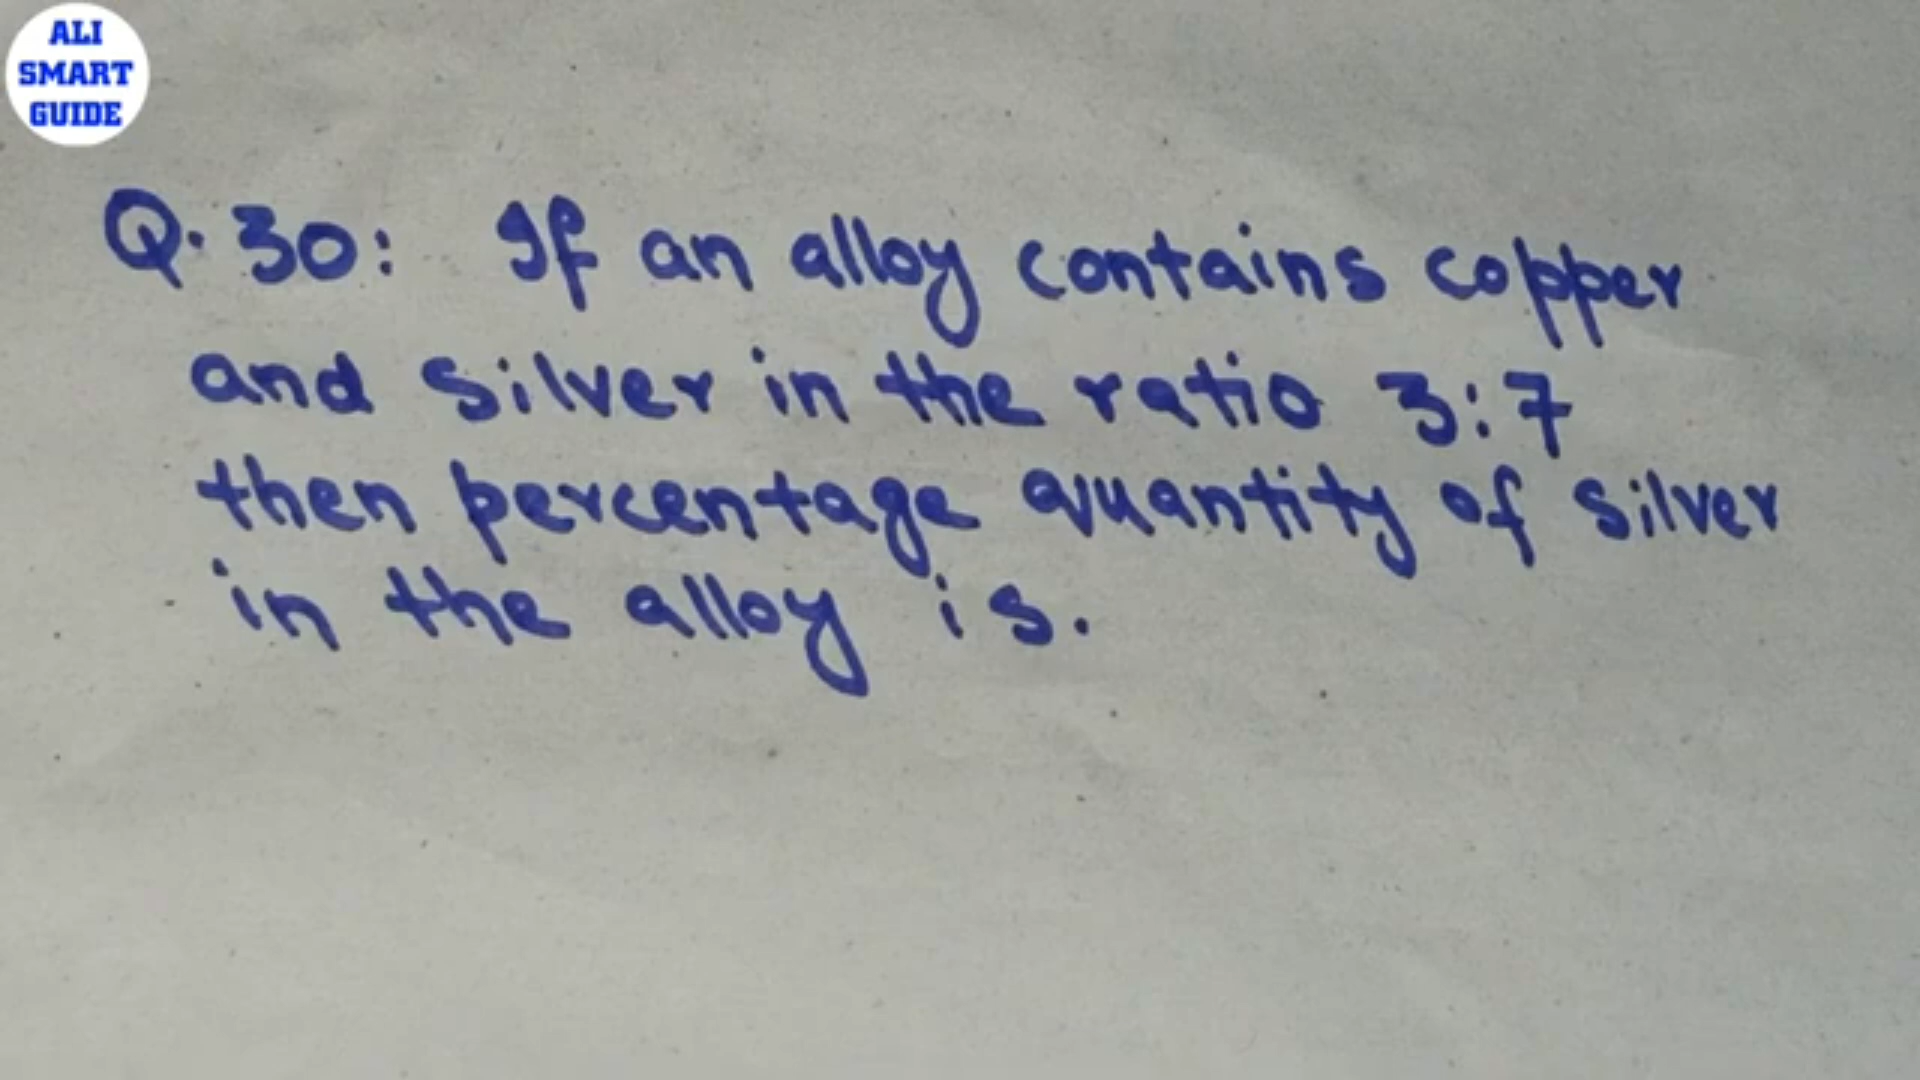 ALI
SMART
GUIDE
Q. 30: If an alloy contains copper
and silver in the ratio 3:7
then percentage quantity of silver
in the alloy is.